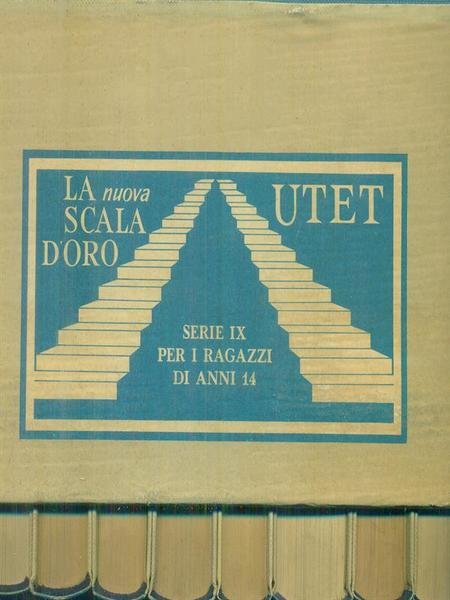 LA nuova
SCALA
D'ORO
UTET
SERIE IX
PER I RAGAZZI
DI ANNI 14